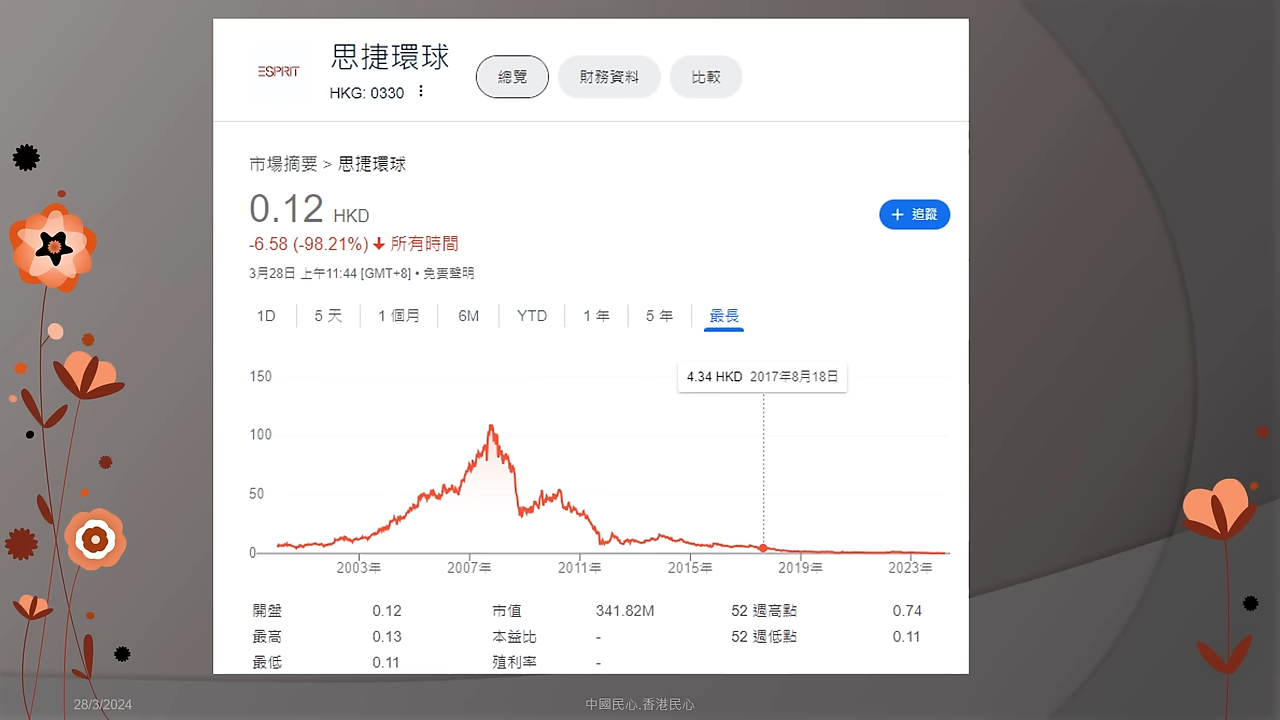 ESPRIT
思捷環球
HKG: 0330
總覽
財務資料
比較
市場摘要 > 思捷環球
0.12 HKD
-6.58 (-98.21%) 所有時間
3月28日 上午11:44 [GMT+8] • 免責聲明
+ 追蹤
1D 5 天 1 個月 6M YTD 1 年 5 年 最長
4.34 HKD 2017年8月18日
150
100
50
0
2003年 2007年 2011年 2015年 2019年 2023年
開盤 0.12 市值 341.82M 52 週高點 0.74
最高 0.13 本益比 - 52 週低點 0.11
最低 0.11 殖利率 -
28/3/2024 中國民心.香港民心